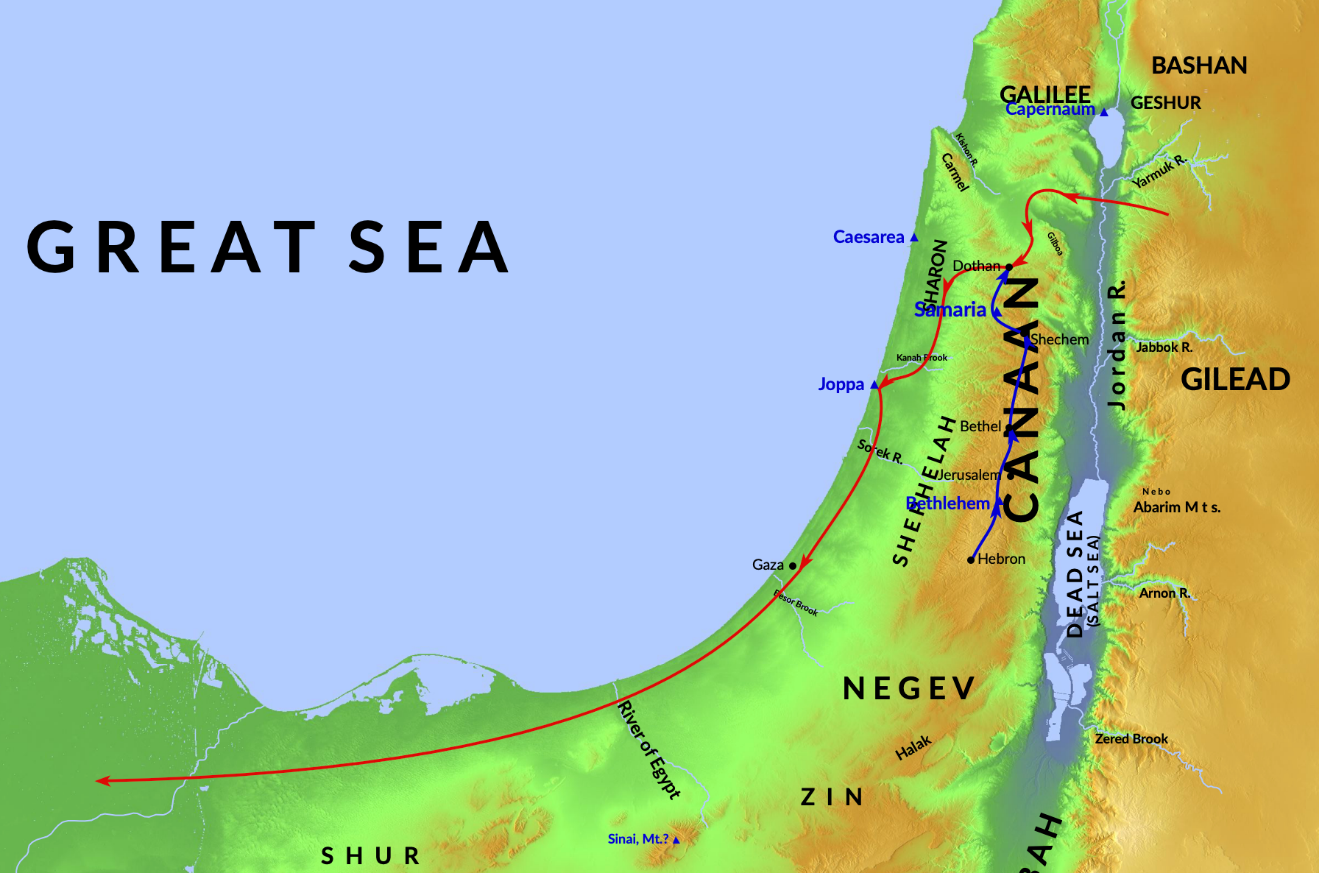 BASHAN
GALILEE
GESHUR
Capernaum
Kishon R.
Carmel
Yarmuk R.
GREAT SEA
Caesarea
SHARON
Gilboa
Dothan
Samaria
CANAAN
Jordan R.
Shechem
Jabbok R.
Kanah Brook
GILEAD
Joppa
Bethel
Sorek R.
SHEPHELAH
Jerusalem
Nebo
Bethlehem
Abarim Mts.
Gaza
Hebron
DEAD SEA
(SALT SEA)
Besor Brook
Arnon R.
NEGEV
River of Egypt
Halak
Zered Brook
ZIN
Sinai, Mt.?
SHUR
BAH